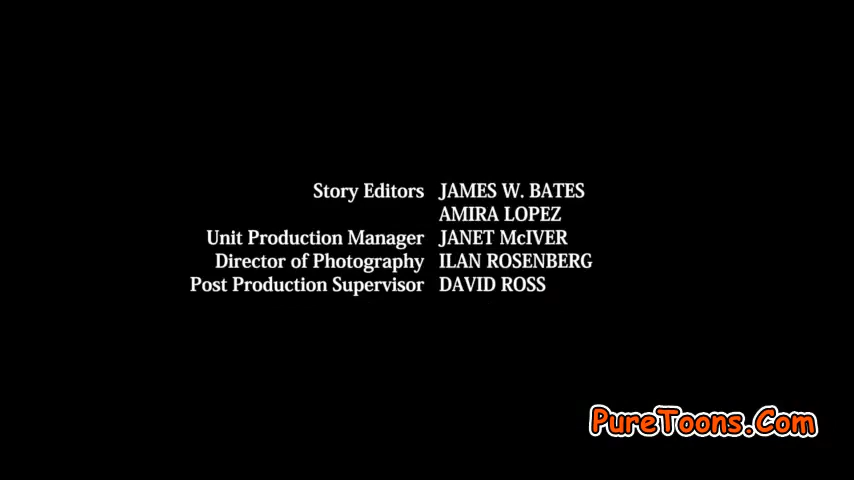 Story Editors JAMES W. BATES
AMIRA LOPEZ
Unit Production Manager JANET McIVER
Director of Photography ILAN ROSENBERG
Post Production Supervisor DAVID ROSS
PureToons.Com